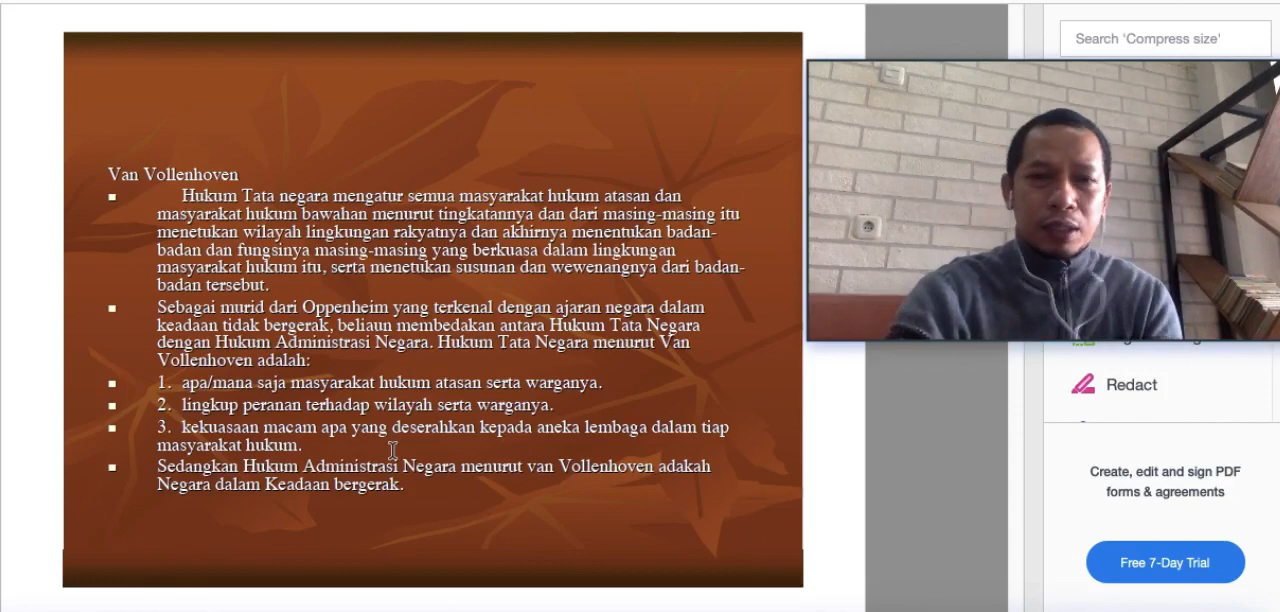 Search 'Compress size'
Van Vollenhoven
Hukum Tata negara mengatur semua masyarakat hukum atasan dan
masyarakat hukum bawahan menurut tingkatannya dan dari masing-masing itu
menetukan wilayah lingkungan rakyatnya dan akhirnya menentukan badan-
badan dan fungsinya masing-masing yang berkuasa dalam lingkungan
masyarakat hukum itu, serta menetukan susunan dan wewenangnya dari badan-
badan tersebut.
Sebagai murid dari Oppenheim yang terkenal dengan ajaran negara dalam
keadaan tidak bergerak, beliaun membedakan antara Hukum Tata Negara
dengan Hukum Administrasi Negara. Hukum Tata Negara menurut Van
Vollenhoven adalah:
1. apa/mana saja masyarakat hukum atasan serta warganya.
2. lingkup peranan terhadap wilayah serta warganya.
3. kekuasaan macam apa yang deserahkan kepada aneka lembaga dalam tiap
masyarakat hukum.
Sedangkan Hukum Administrasi Negara menurut van Vollenhoven adakah
Negara dalam Keadaan bergerak.
Redact
Create, edit and sign PDF
forms & agreements
Free 7-Day Trial